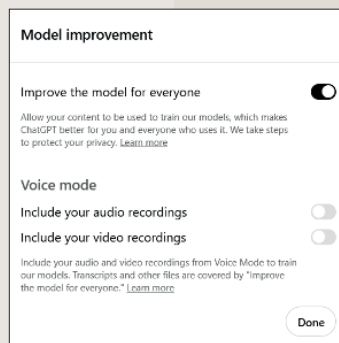 Model improvement
Improve the model for everyone
Allow your content to be used to train our models, which makes
ChatGPT better for you and everyone who uses it. We take steps
to protect your privacy. Learn more
Voice mode
Include your audio recordings
Include your video recordings
Include your audio and video recordings from Voice Mode to train
our models. Transcripts and other files are covered by "Improve
the model for everyone." Learn more
Done